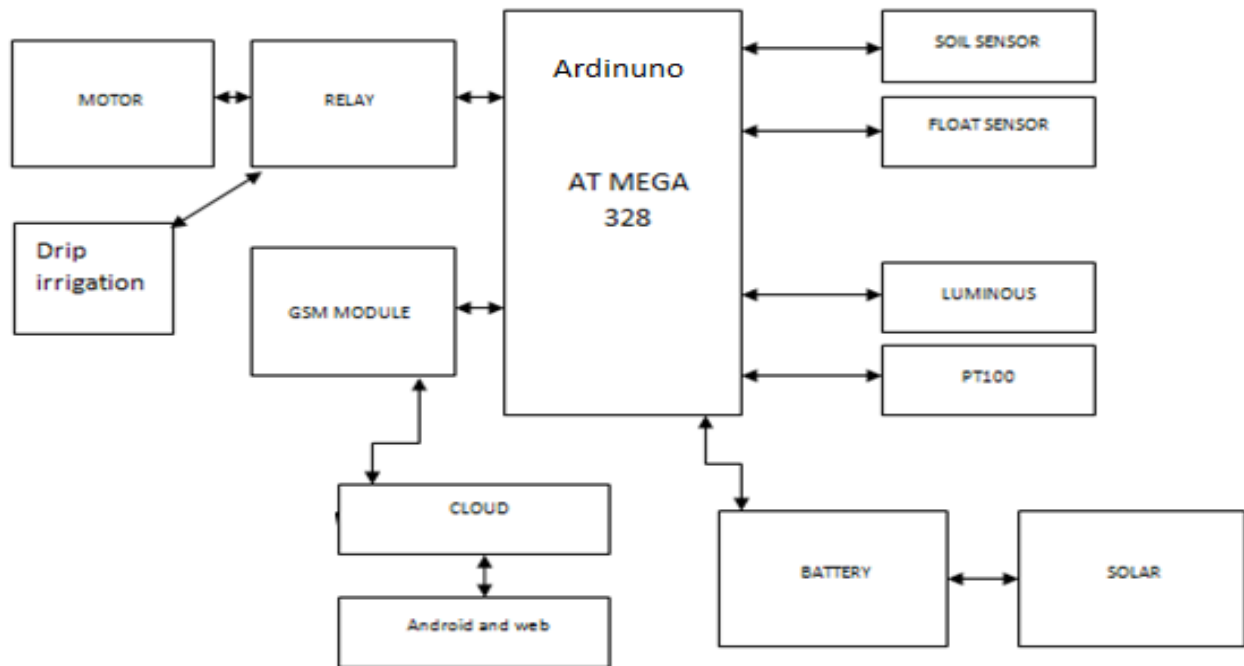 MOTOR
RELAY
Ardinuno
AT MEGA
328
SOIL SENSOR
FLOAT SENSOR
Drip
irrigation
GSM MODULE
LUMINOUS
PT100
CLOUD
Android and web
BATTERY
SOLAR